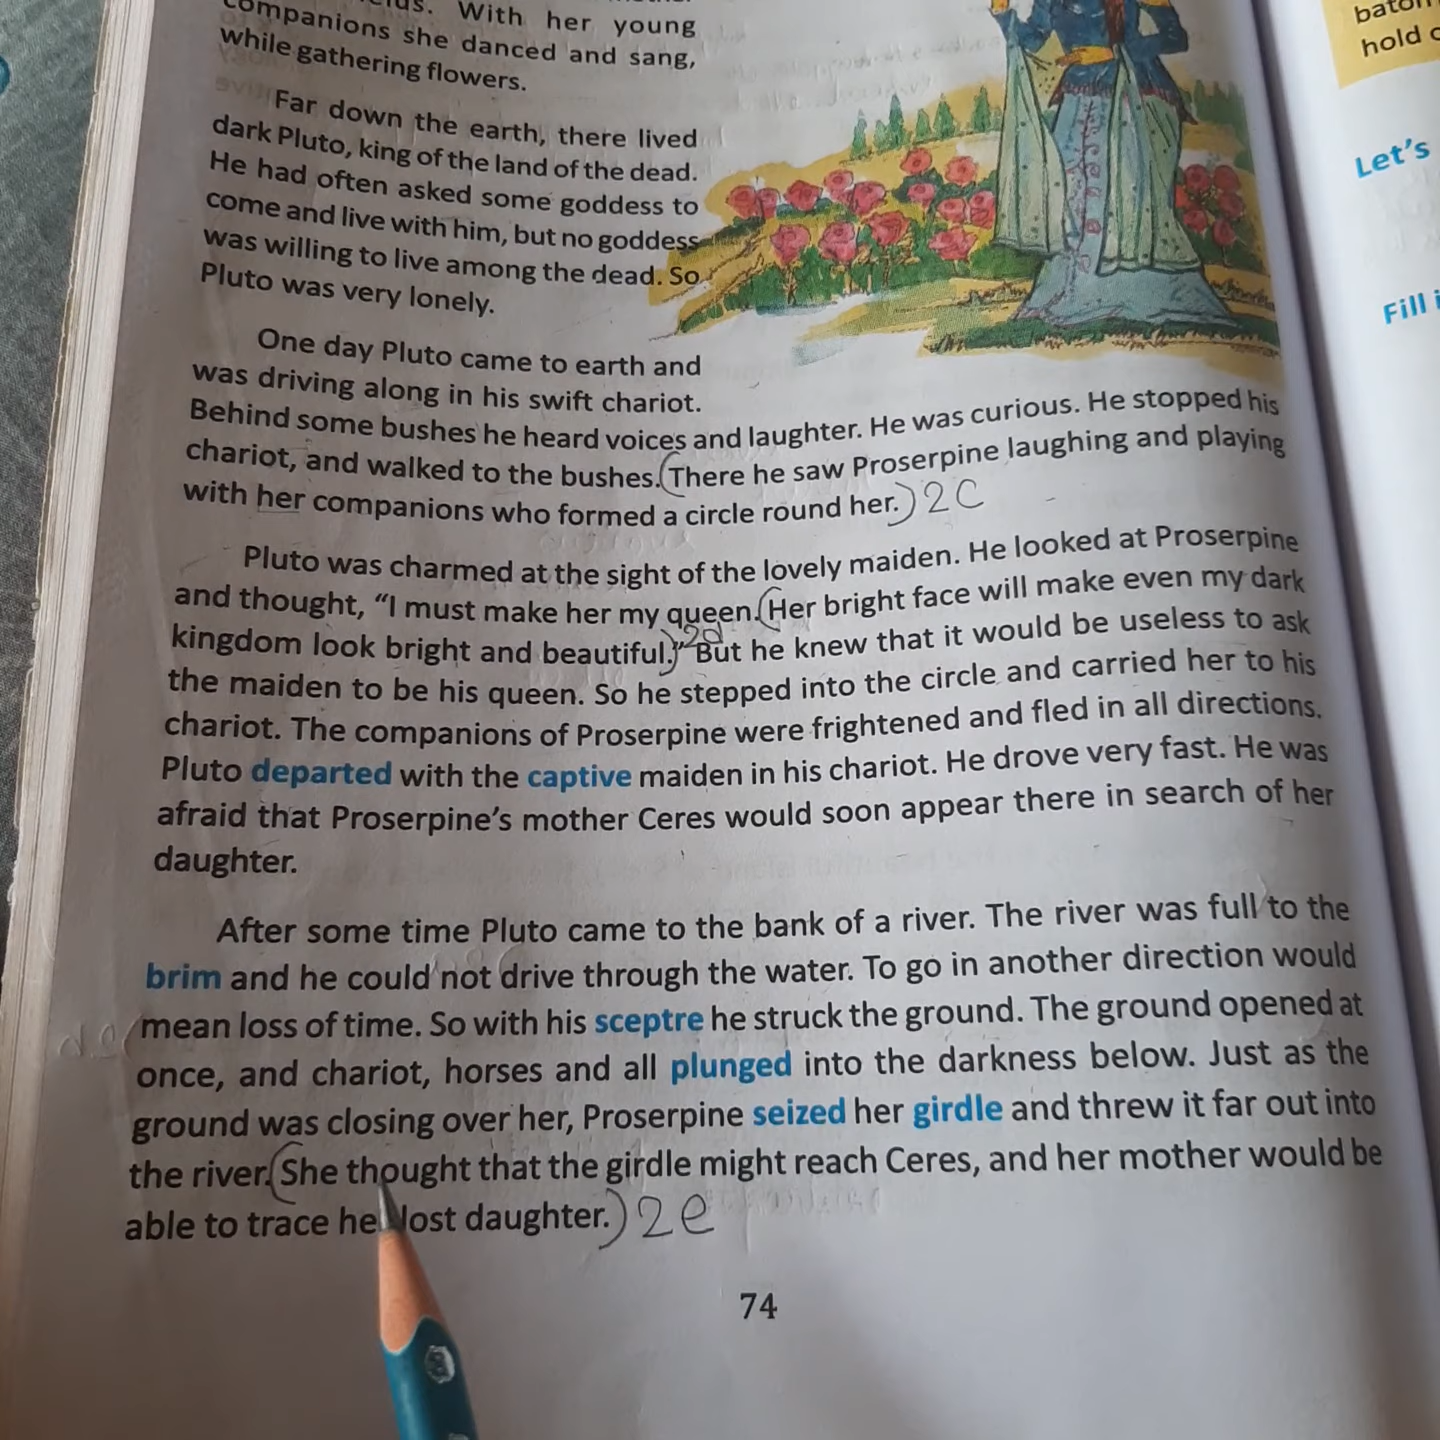 companions she danced and sang,
With her young
while gathering flowers.
Far down the earth, there lived
dark Pluto, king of the land of the dead.
He had often asked some goddess to
come and live with him, but no goddess
was willing to live among the dead. So
Pluto was very lonely.
One day Pluto came to earth and
was driving along in his swift chariot.
Behind some bushes he heard voices and laughter. He was curious. He stopped his
chariot, and walked to the bushes. (There he saw Proserpine laughing and playing
with her companions who formed a circle round her.) 2c
Pluto was charmed at the sight of the lovely maiden. He looked at Proserpine
and thought, “I must make her my queen. (Her bright face will make even my dark
kingdom look bright and beautiful.)” 2d But he knew that it would be useless to ask
the maiden to be his queen. So he stepped into the circle and carried her to his
chariot. The companions of Proserpine were frightened and fled in all directions.
Pluto departed with the captive maiden in his chariot. He drove very fast. He was
afraid that Proserpine’s mother Ceres would soon appear there in search of her
daughter.
After some time Pluto came to the bank of a river. The river was full to the
brim and he could not drive through the water. To go in another direction would
mean loss of time. So with his sceptre he struck the ground. The ground opened at
once, and chariot, horses and all plunged into the darkness below. Just as the
ground was closing over her, Proserpine seized her girdle and threw it far out into
the river. (She thought that the girdle might reach Ceres, and her mother would be
able to trace lost daughter.) 2e
74
hold
Let’s
Fill